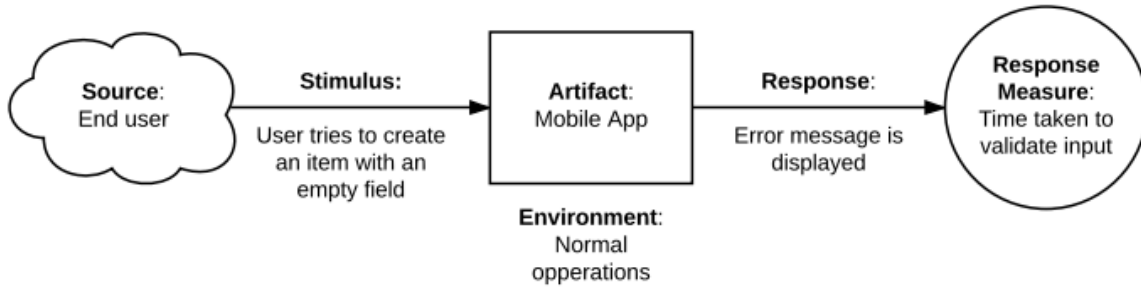 Source:
End user
Stimulus:
User tries to create
an item with an
empty field
Artifact:
Mobile App
Environment:
Normal
opperations
Response:
Error message is
displayed
Response
Measure:
Time taken to
validate input